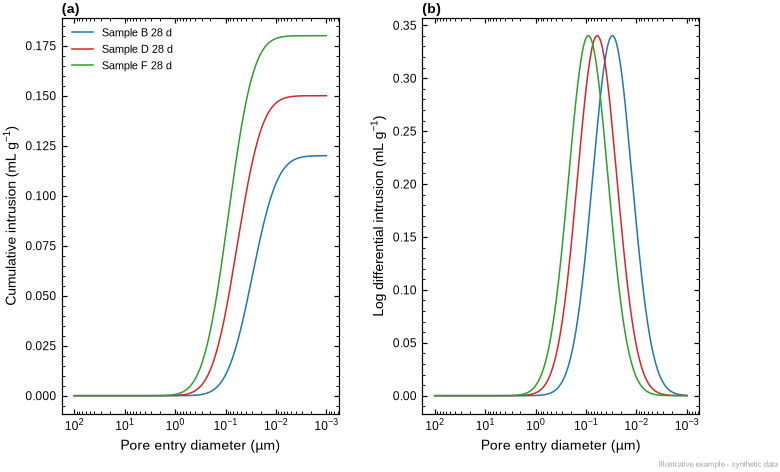 (a)
Sample B 28 d
Sample D 28 d
Sample F 28 d
0.175
0.150
0.125
0.100
0.075
0.050
0.025
0.000
Cumulative intrusion (mL g⁻¹)
10² 10¹ 10⁰ 10⁻¹ 10⁻² 10⁻³
Pore entry diameter (μm)
(b)
0.35
0.30
0.25
0.20
0.15
0.10
0.05
0.00
Log differential intrusion (mL g⁻¹)
10² 10¹ 10⁰ 10⁻¹ 10⁻² 10⁻³
Pore entry diameter (μm)
Illustrative example - synthetic data